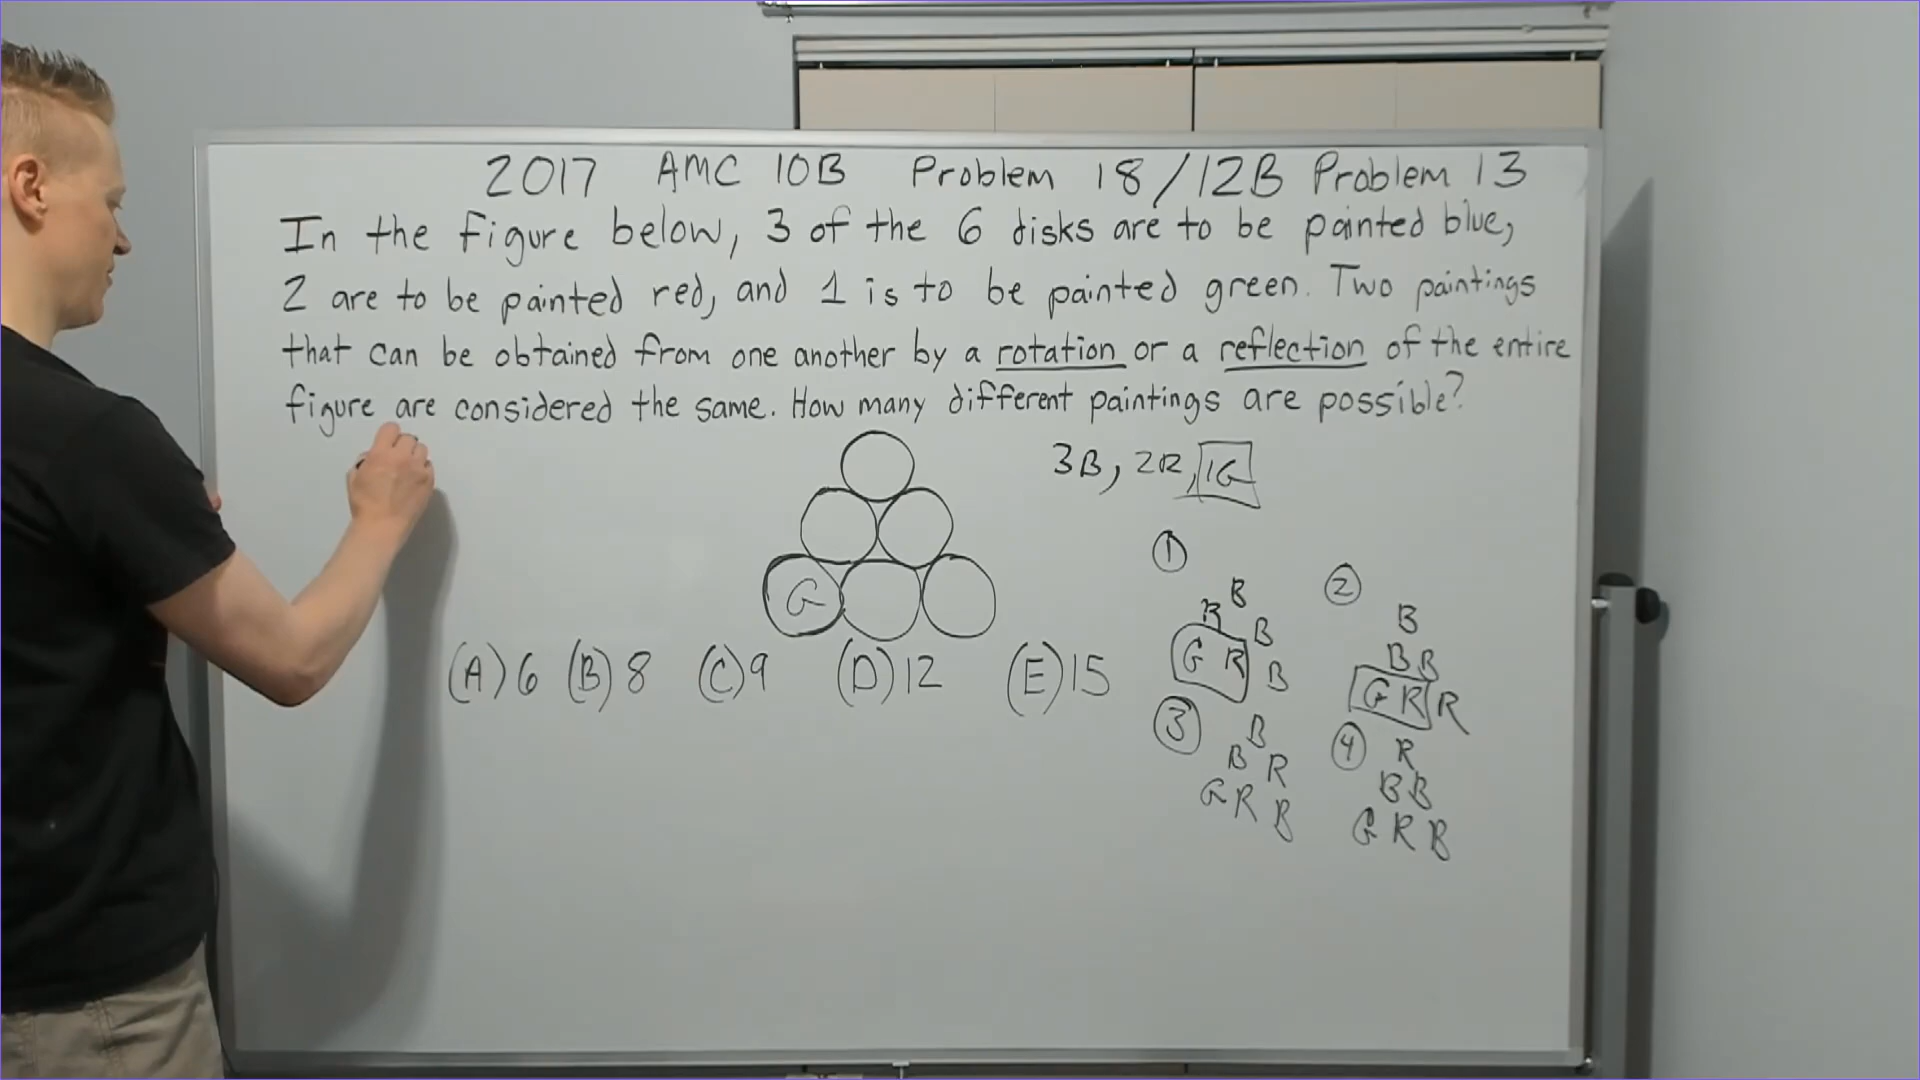 2017 AMC 10B Problem 18/12B Problem 13
In the figure below, 3 of the 6 disks are to be painted blue,
2 are to be painted red, and 1 is to be painted green. Two paintings
that can be obtained from one another by a rotation or a reflection of the entire
figure are considered the same. How many different paintings are possible?
3B, 2R, 1G
G
(A) 6 (B) 8 (C) 9 (D) 12 (E) 15
①
B
R B
G R B
②
B
B B
G R R
③
B
B R
G R B
④
R
B B
G R B